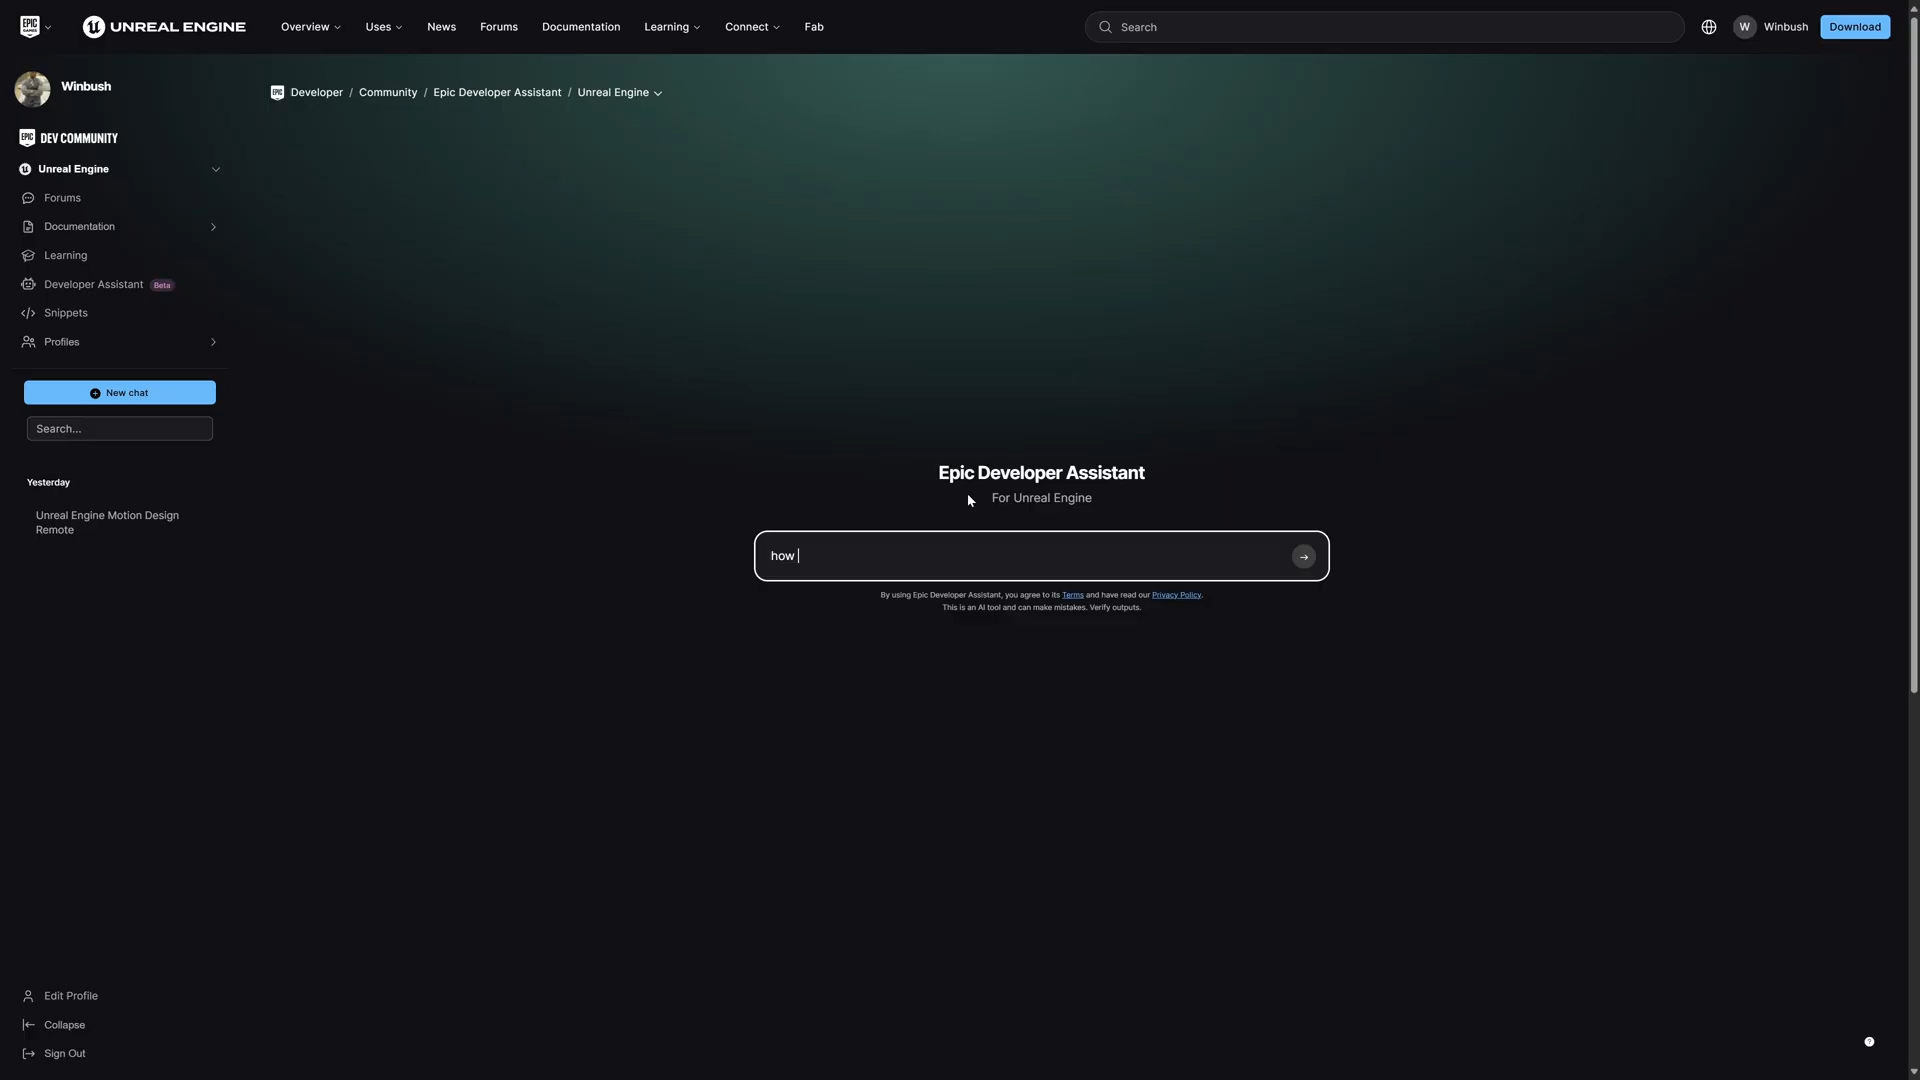 EPIC GAMES
UNREAL ENGINE
Overview
Uses
News
Forums
Documentation
Learning
Connect
Fab
Search
W
Winbush
Download
Winbush
EPIC DEV COMMUNITY
Unreal Engine
Forums
Documentation
Learning
Developer Assistant Beta
Snippets
Profiles
New chat
Search...
Yesterday
Unreal Engine Motion Design
Remote
Edit Profile
Collapse
Sign Out
EPIC Developer / Community / Epic Developer Assistant / Unreal Engine
Epic Developer Assistant
For Unreal Engine
how
By using Epic Developer Assistant, you agree to its Terms and have read our Privacy Policy.
This is an AI tool and can make mistakes. Verify outputs.
?